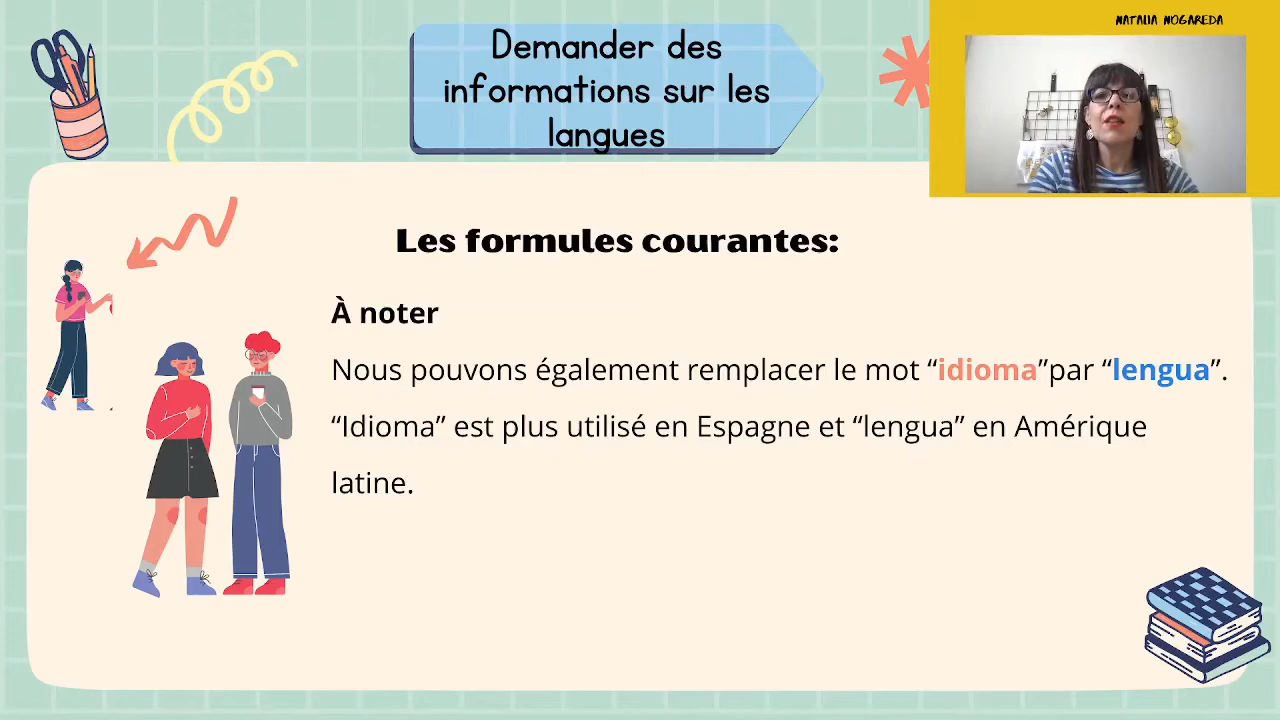 NATALIA NOGAREDA
Demander des
informations sur les
langues
Les formules courantes:
À noter
Nous pouvons également remplacer le mot “idioma”par “lengua”.
“Idioma” est plus utilisé en Espagne et “lengua” en Amérique
latine.